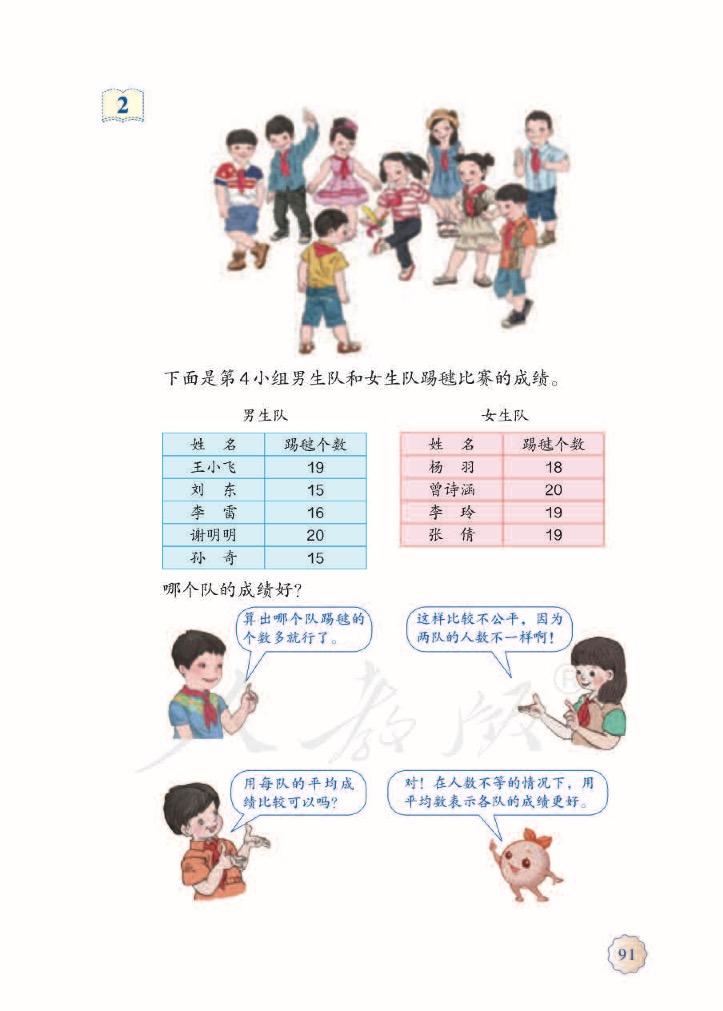 2
下面是第4小组男生队和女生队踢毽比赛的成绩。
男生队
姓 名 踢毽个数
王小飞 19
刘 东 15
李 雷 16
谢明明 20
孙 奇 15
女生队
姓 名 踢毽个数
杨 羽 18
曾诗涵 20
李 玲 19
张 倩 19
哪个队的成绩好?
算出哪个队踢毽的
个数多就行了。
这样比较不公平，因为
两队的人数不一样啊!
用每队的平均成
绩比较可以吗?
对! 在人数不等的情况下，用
平均数表示各队的成绩更好。
人教版®
91